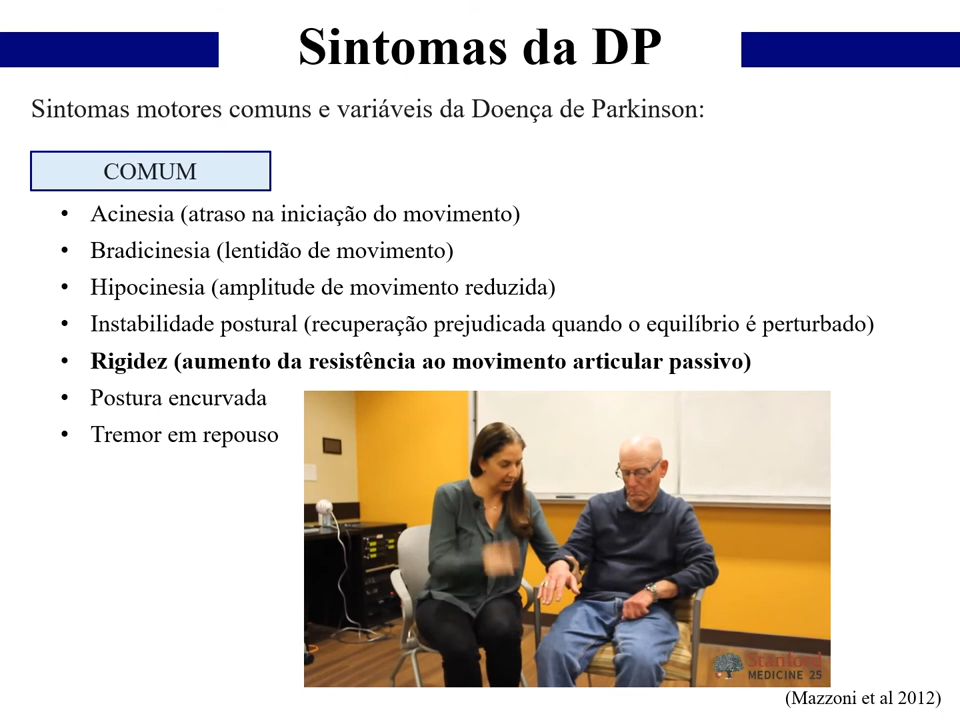 Sintomas da DP
Sintomas motores comuns e variáveis da Doença de Parkinson:
COMUM
• Acinesia (atraso na iniciação do movimento)
• Bradicinesia (lentidão de movimento)
• Hipocinesia (amplitude de movimento reduzida)
• Instabilidade postural (recuperação prejudicada quando o equilíbrio é perturbado)
• Rigidez (aumento da resistência ao movimento articular passivo)
• Postura encurvada
• Tremor em repouso
Stanford
MEDICINE 25
(Mazzoni et al 2012)